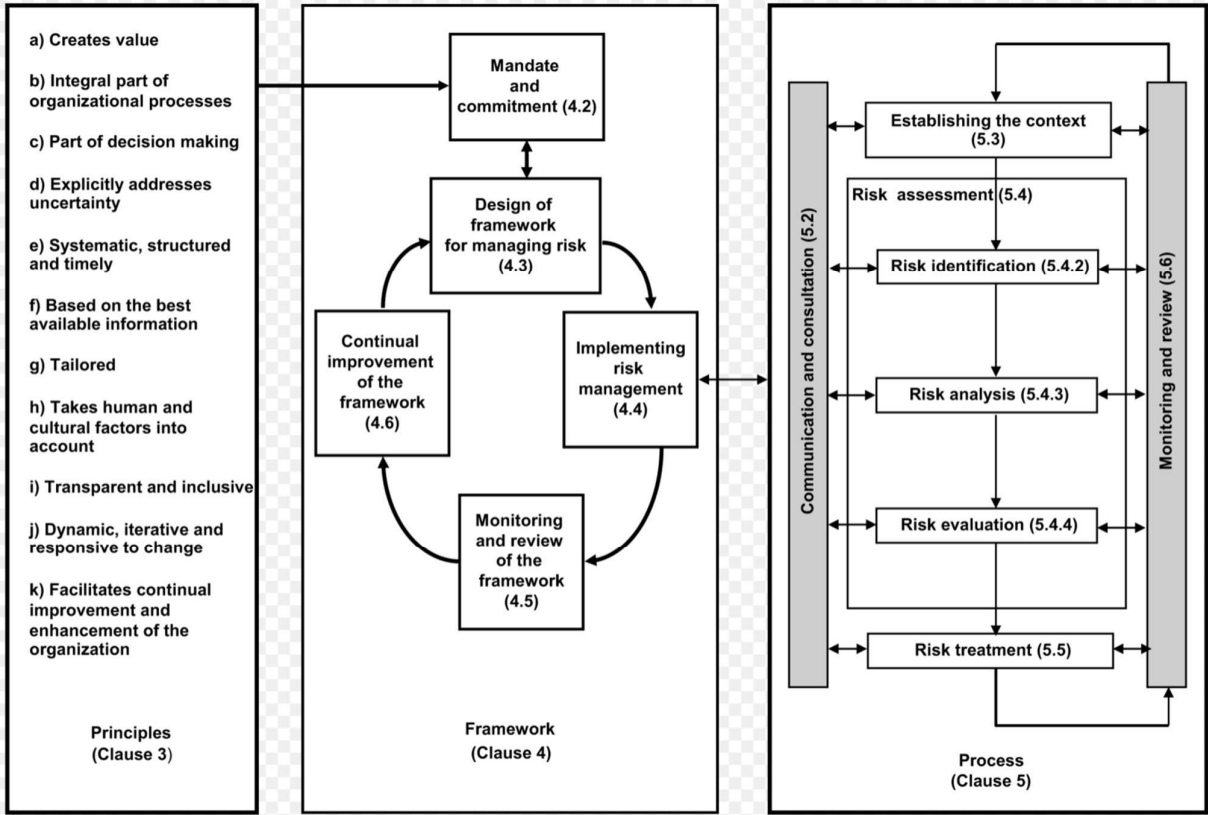 a) Creates value
b) Integral part of
organizational processes
c) Part of decision making
d) Explicitly addresses
uncertainty
e) Systematic, structured
and timely
f) Based on the best
available information
g) Tailored
h) Takes human and
cultural factors into
account
i) Transparent and inclusive
j) Dynamic, iterative and
responsive to change
k) Facilitates continual
improvement and
enhancement of the
organization
Principles
(Clause 3)
Mandate
and
commitment (4.2)
Design of
framework
for managing risk
(4.3)
Implementing
risk
management
(4.4)
Monitoring
and review
of the
framework
(4.5)
Continual
improvement
of the
framework
(4.6)
Framework
(Clause 4)
Communication and consultation (5.2)
Establishing the context
(5.3)
Risk assessment (5.4)
Risk identification (5.4.2)
Risk analysis (5.4.3)
Risk evaluation (5.4.4)
Risk treatment (5.5)
Monitoring and review (5.6)
Process
(Clause 5)